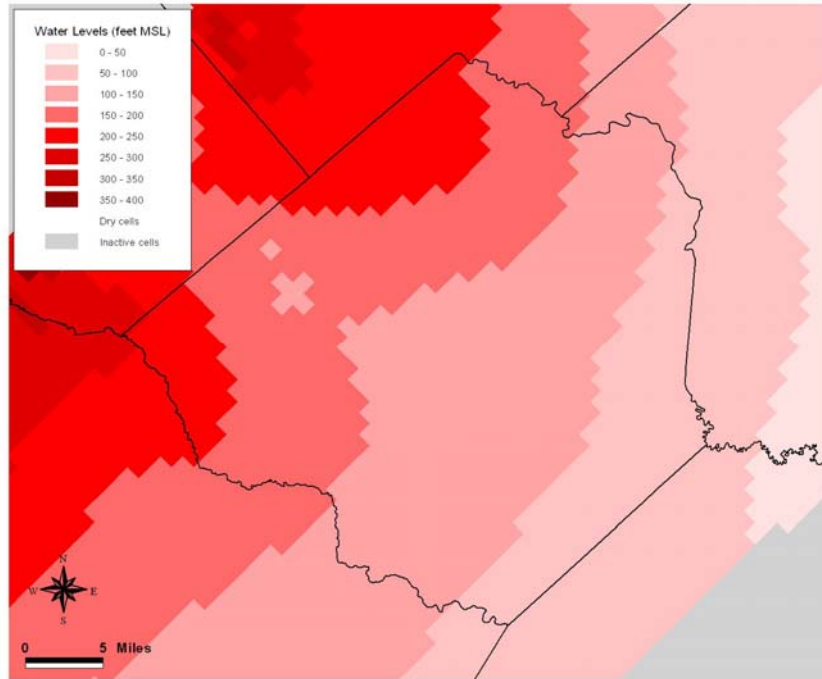 Water Levels (feet MSL)
0 - 50
50 - 100
100 - 150
150 - 200
200 - 250
250 - 300
300 - 350
350 - 400
Dry cells
Inactive cells
N
W E
S
0 5 Miles